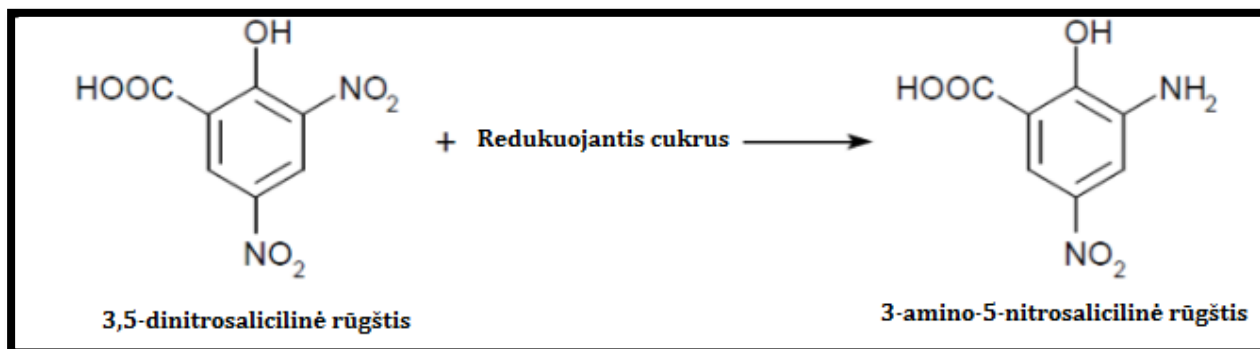 OH
HOOC
NO₂
NO₂
3,5-dinitrosalicilinė rūgštis
+ Redukuojantis cukrus
OH
HOOC
NH₂
NO₂
3-amino-5-nitrosalicilinė rūgštis